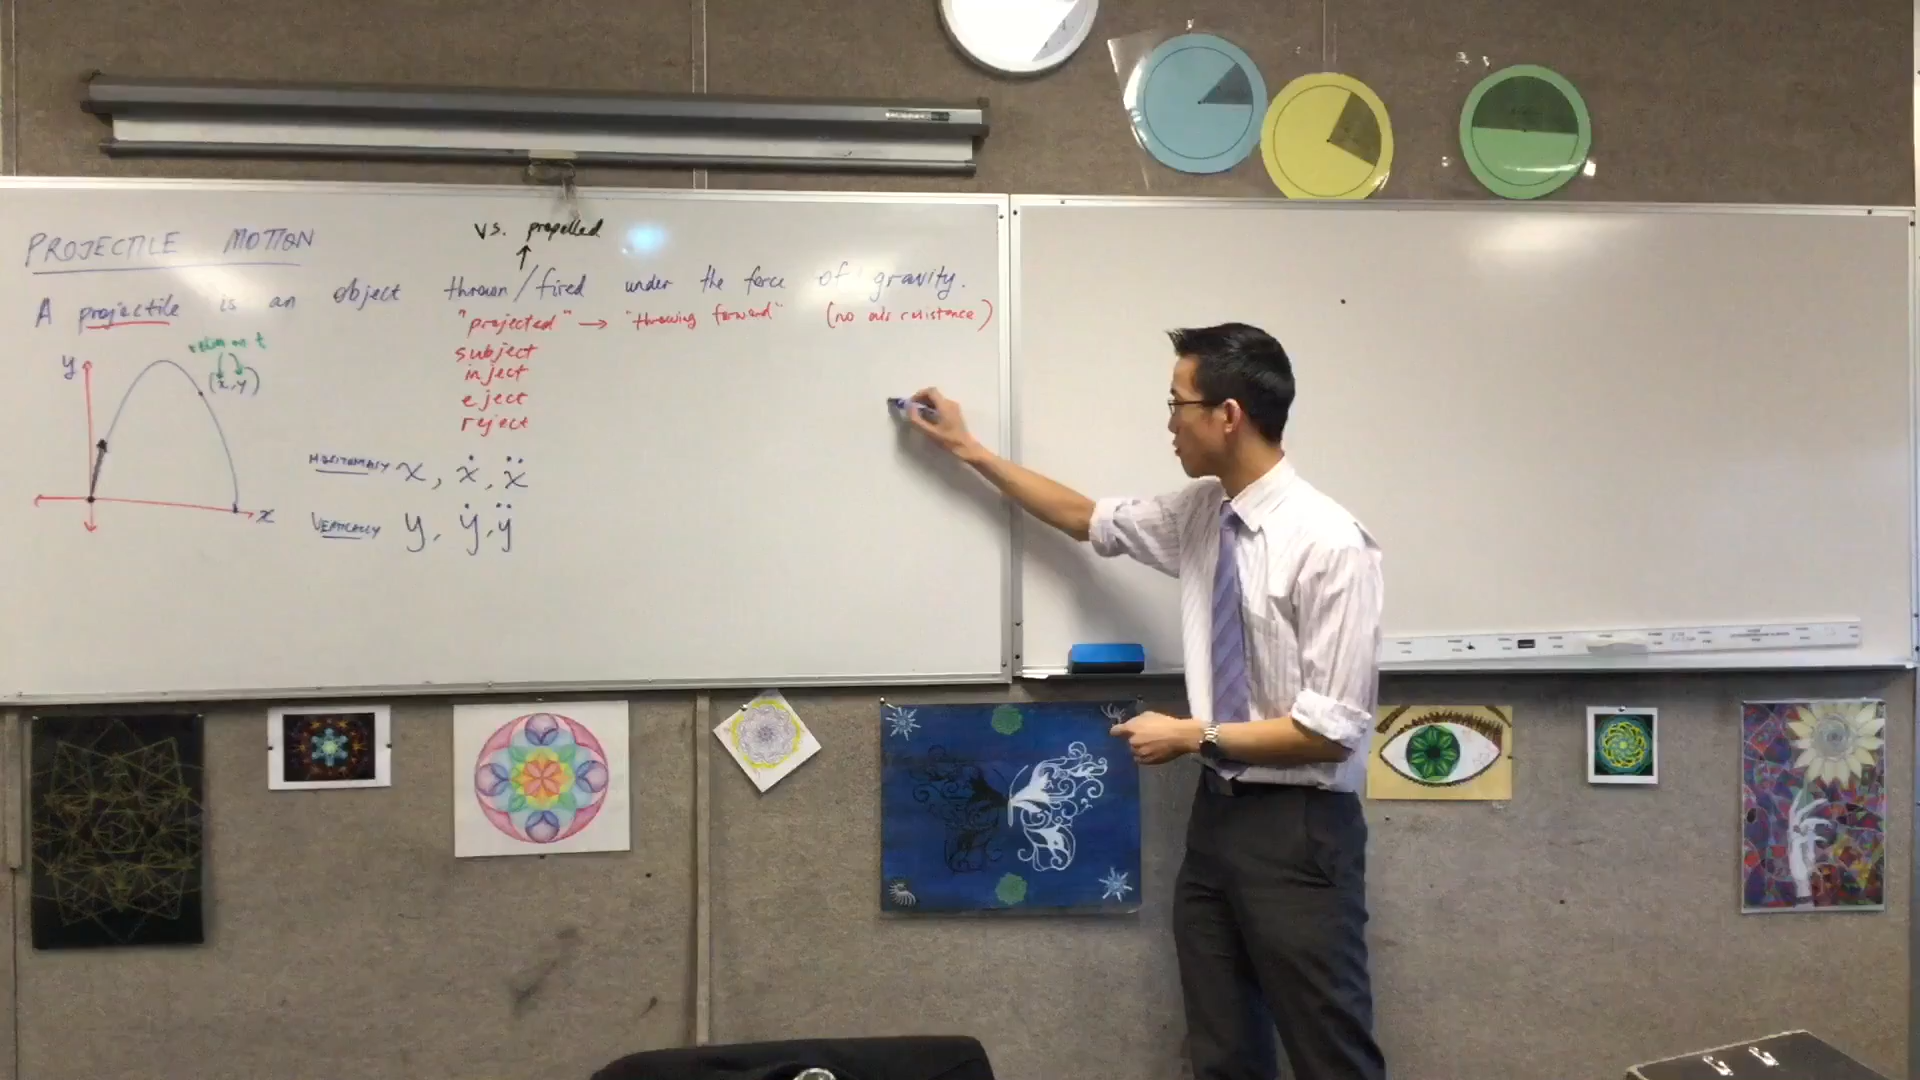 PROJECTILE MOTION
vs. propelled
A projectile is an object thrown/fired under the force of gravity.
"projected" → "throwing forward" (no air resistance)
subject
inject
eject
reject
y
t
(x,y)
x
HORIZONTALLY x, ẋ, ẍ
VERTICALLY y, ẏ, ÿ